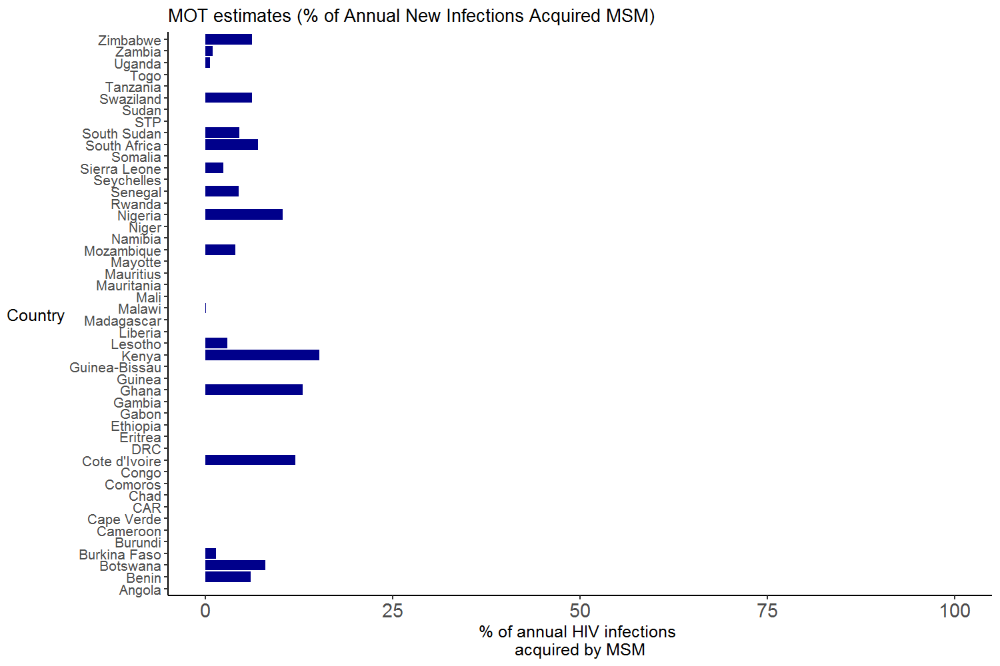 MOT estimates (% of Annual New Infections Acquired MSM)
Zimbabwe
Zambia
Uganda
Togo
Tanzania
Swaziland
Sudan
STP
South Sudan
South Africa
Somalia
Sierra Leone
Seychelles
Senegal
Rwanda
Nigeria
Niger
Namibia
Mozambique
Mayotte
Mauritius
Mauritania
Mali
Malawi
Country
Madagascar
Liberia
Lesotho
Kenya
Guinea-Bissau
Guinea
Ghana
Gambia
Gabon
Ethiopia
Eritrea
DRC
Cote d'Ivoire
Congo
Comoros
Chad
CAR
Cape Verde
Cameroon
Burundi
Burkina Faso
Botswana
Benin
Angola
0 25 50 75 100
% of annual HIV infections
acquired by MSM